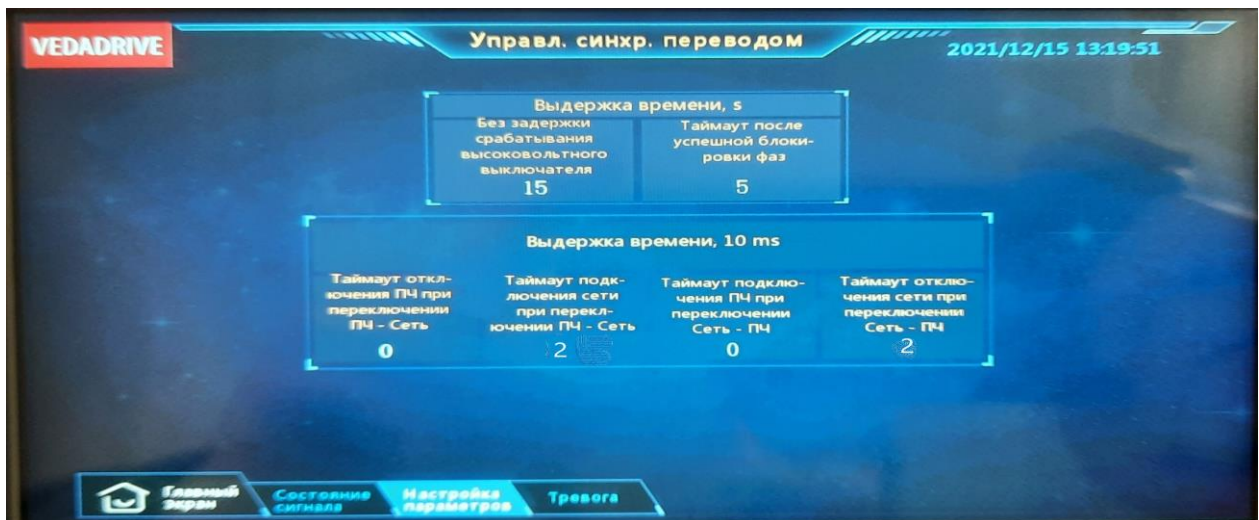 VEDADRIVE
Управл. синхр. переводом
2021/12/15 13:19:51
Выдержка времени, s
Без задержки
срабатывания
высоковольтного
выключателя
15
Таймаут после
успешной блоки-
ровки фаз
5
Выдержка времени, 10 ms
Таймаут откл-
ючения ПЧ при
переключении
ПЧ - Сеть
0
Таймаут подк-
лючения сети
при перекл-
ючении ПЧ - Сеть
2
Таймаут подклю-
чения ПЧ при
переключении
Сеть - ПЧ
0
Таймаут отклю-
чения сети при
переключении
Сеть - ПЧ
2
Главный
Экран
Состояние
сигнала
Настройка
параметров
Тревога